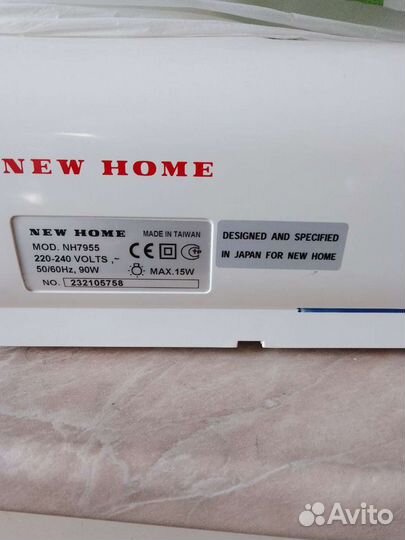 NEW HOME
NEW HOME MADE IN TAIWAN
MOD. NH7955
220-240 VOLTS ,~
50/60Hz, 90W
MAX.15W
NO. 232105758
DESIGNED AND SPECIFIED
IN JAPAN FOR NEW HOME
Avito